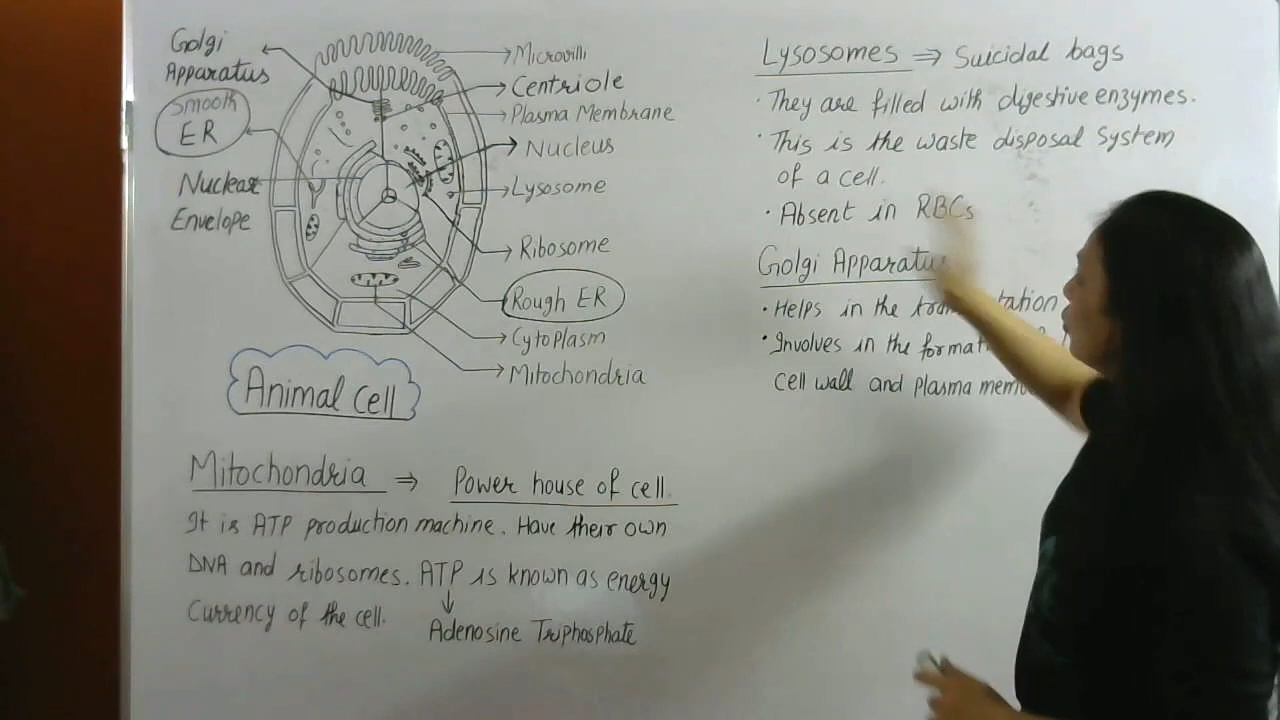 Golgi
Apparatus
Smooth
ER
Nuclear
Envelope
Microvilli
Centriole
Plasma Membrane
Nucleus
Lysosome
Ribosome
Rough ER
Cytoplasm
Mitochondria
Animal cell
Mitochondria ⇒ Power house of cell.
It is ATP production machine. Have their own
DNA and ribosomes. ATP is known as energy
Currency of the cell.
Adenosine Triphosphate
Lysosomes ⇒ Suicidal bags
· They are filled with digestive enzymes.
· This is the waste disposal system
of a cell.
· Absent in RBCs
Golgi Apparatus
· Helps in the
· Involves in the
cell wall and plasma